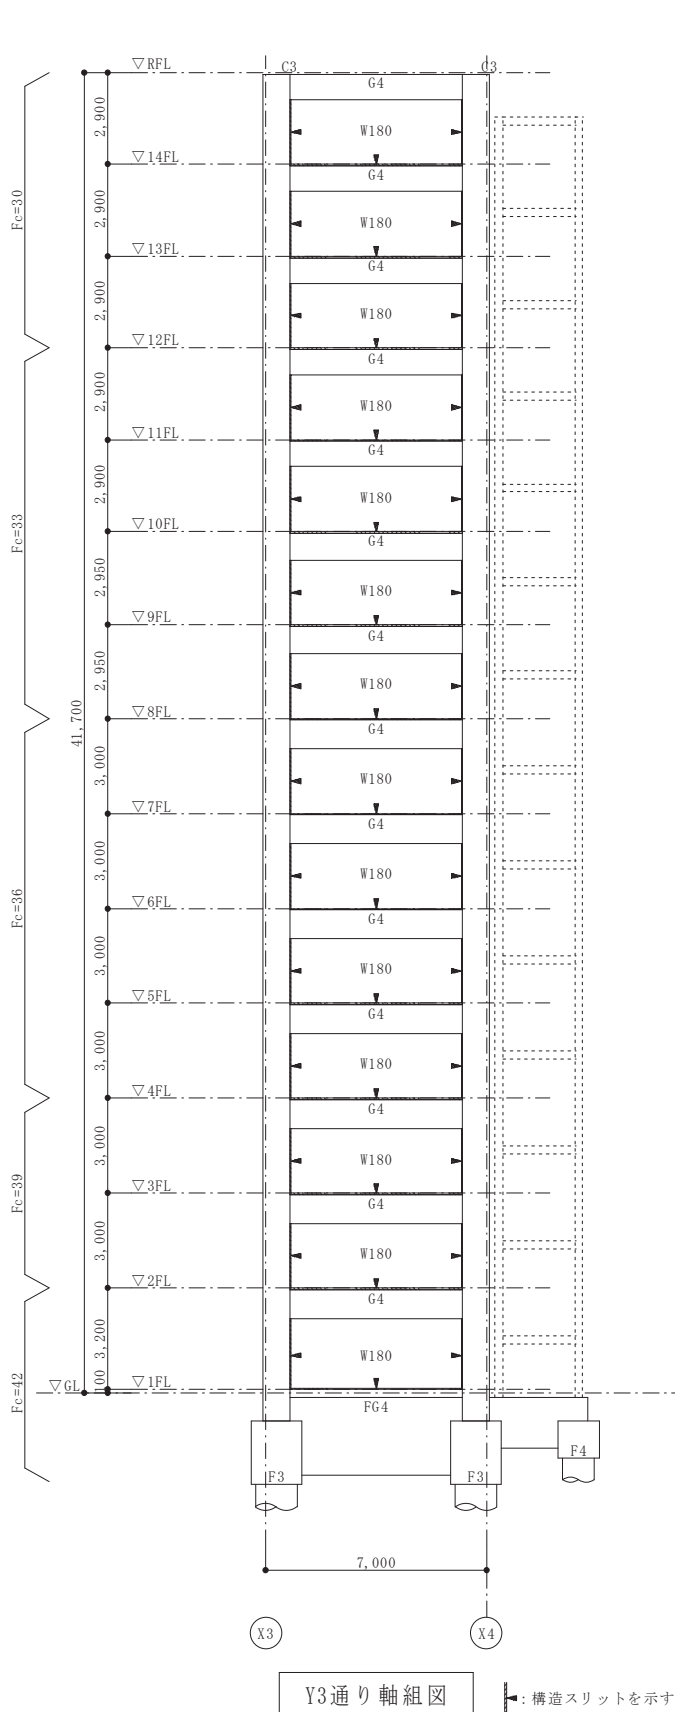 C3 C3
▽RFL
G4
2,900
W180
▽14FL
G4
2,900
W180
Fc=30
▽13FL
G4
2,900
W180
▽12FL
G4
2,900
W180
▽11FL
G4
2,900
W180
Fc=33
▽10FL
G4
2,950
W180
▽9FL
G4
2,950
W180
▽8FL
G4
41,700
3,000
W180
▽7FL
G4
3,000
W180
Fc=36
▽6FL
G4
3,000
W180
▽5FL
G4
3,000
W180
▽4FL
G4
3,000
W180
Fc=39
▽3FL
G4
3,000
W180
▽2FL
G4
3,200
W180
Fc=42
▽GL
▽1FL
FG4
F3 F3 F4
7,000
X3 X4
Y3通り軸組図
:構造スリットを示す